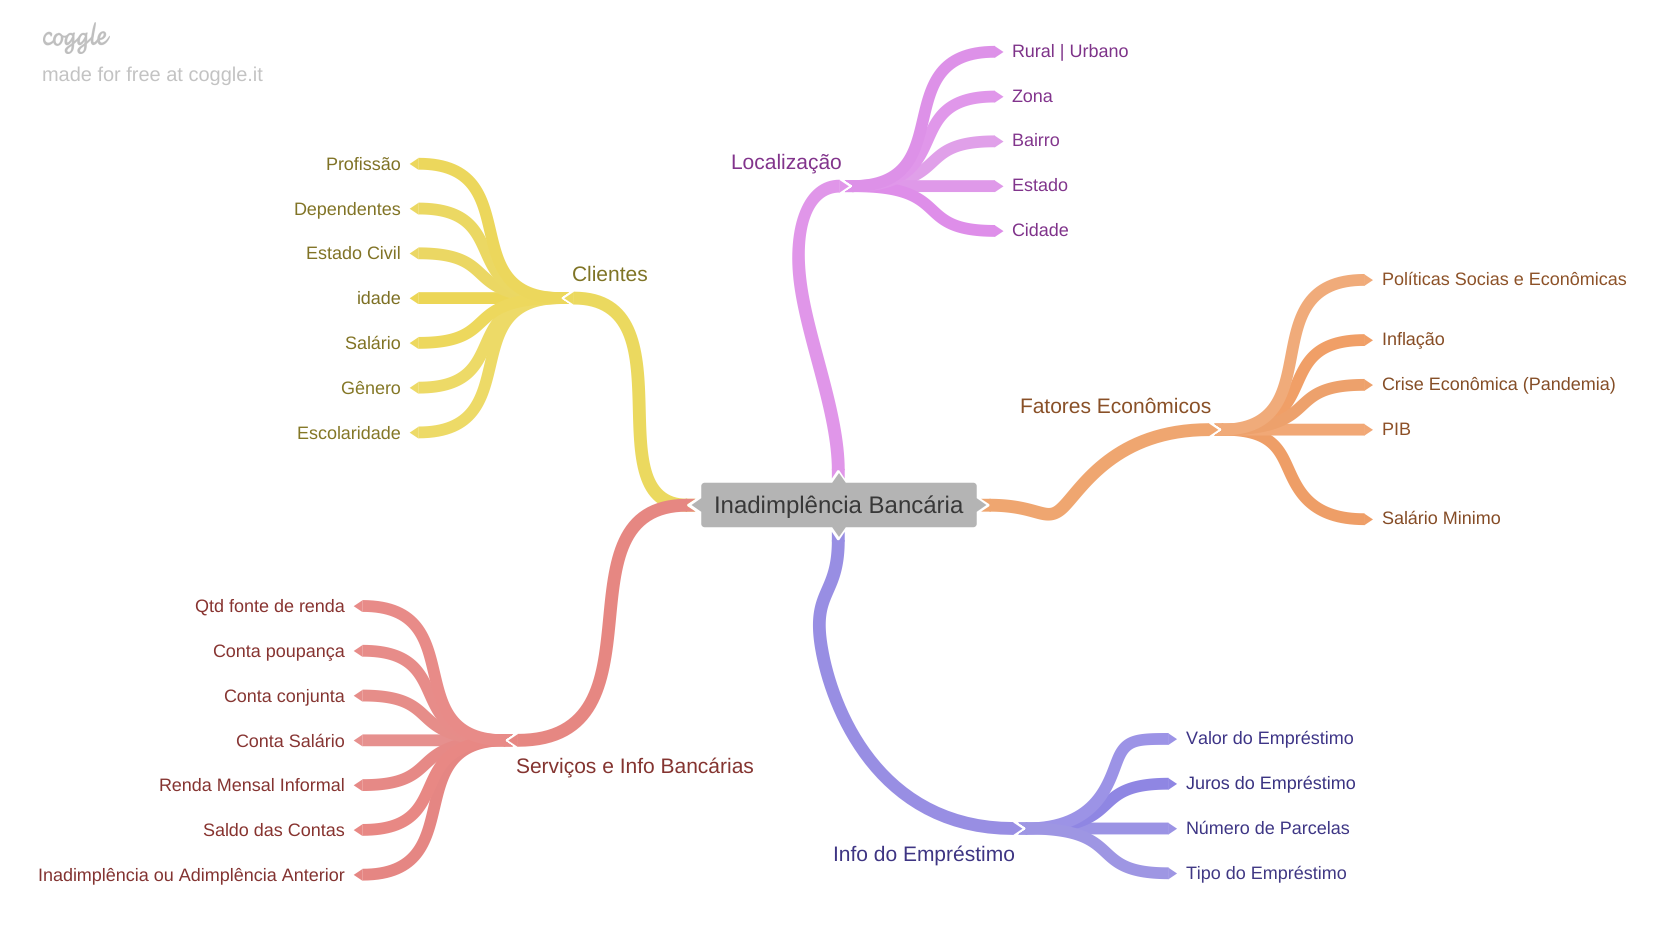 coggle
made for free at coggle.it
Localização
Rural | Urbano
Zona
Bairro
Estado
Cidade
Clientes
Profissão
Dependentes
Estado Civil
idade
Salário
Gênero
Escolaridade
Fatores Econômicos
Políticas Socias e Econômicas
Inflação
Crise Econômica (Pandemia)
PIB
Salário Minimo
Inadimplência Bancária
Serviços e Info Bancárias
Qtd fonte de renda
Conta poupança
Conta conjunta
Conta Salário
Renda Mensal Informal
Saldo das Contas
Inadimplência ou Adimplência Anterior
Info do Empréstimo
Valor do Empréstimo
Juros do Empréstimo
Número de Parcelas
Tipo do Empréstimo